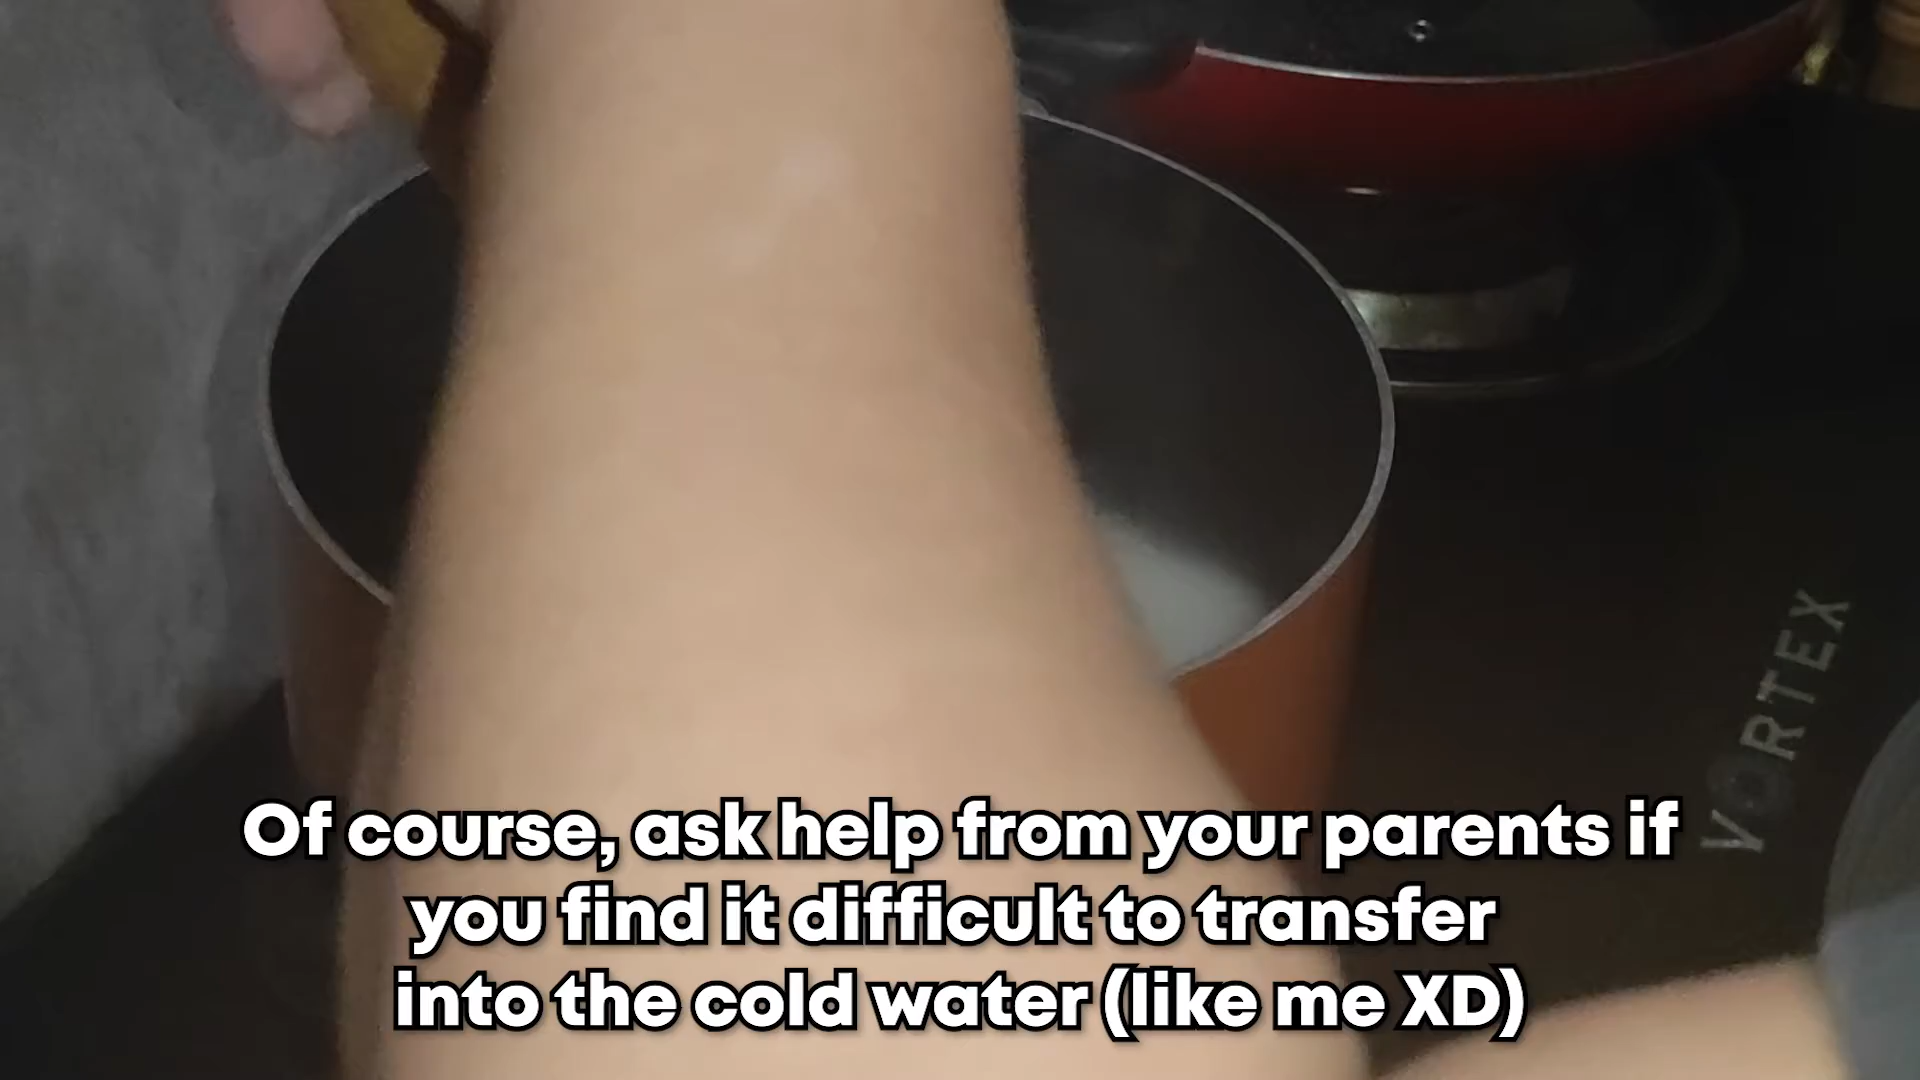 VORTEX
Of course, ask help from your parents if
you find it difficult to transfer
into the cold water (like me XD)